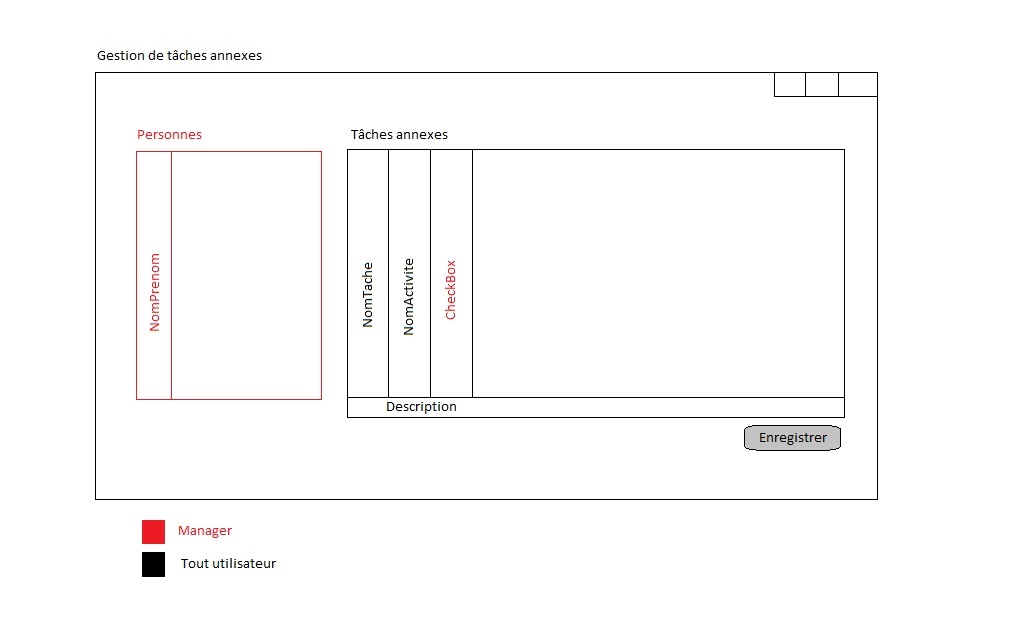 Gestion de tâches annexes
Personnes
Tâches annexes
NomPrenom
NomTache
NomActivite
CheckBox
Description
Enregistrer
Manager
Tout utilisateur